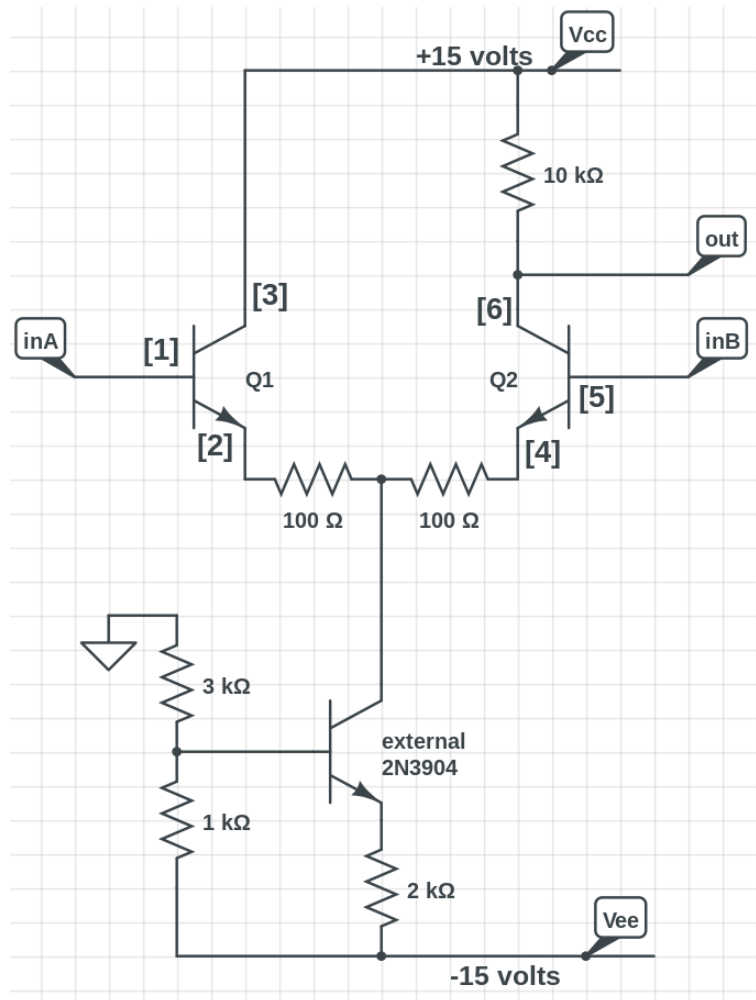 Vcc
+15 volts
10 kΩ
out
[3]
[6]
inA
[1]
Q1
Q2
inB
[5]
[2]
[4]
100 Ω
100 Ω
3 kΩ
external
2N3904
1 kΩ
2 kΩ
Vee
-15 volts